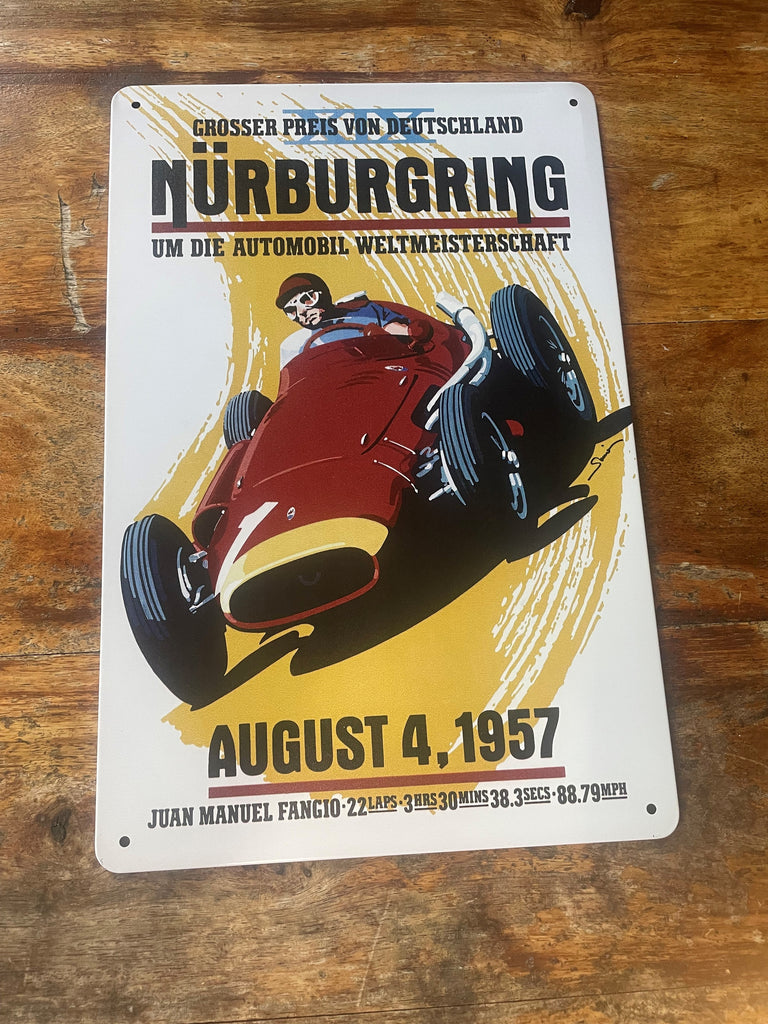 XIX
GROSSER PREIS VON DEUTSCHLAND
NÜRBURGRING
UM DIE AUTOMOBIL WELTMEISTERSCHAFT
1
AUGUST 4, 1957
JUAN MANUEL FANGIO·22 LAPS·3 HRS 30 MINS 38.3 SECS·88.79 MPH